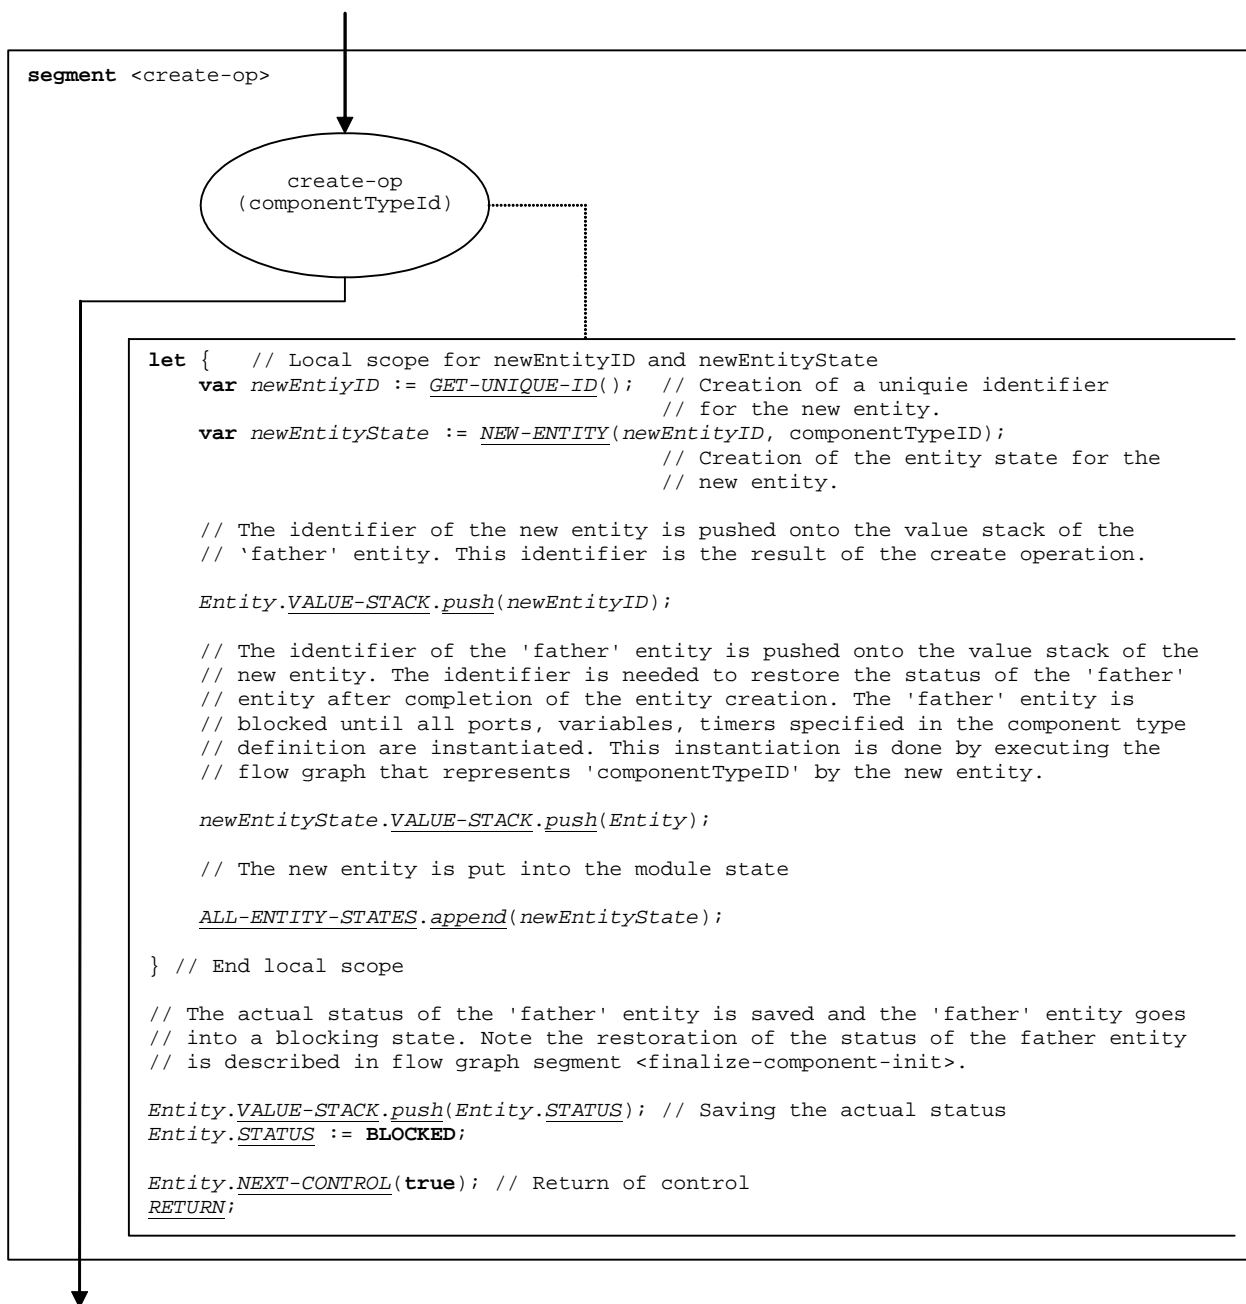 segment <create-op>
create-op
(componentTypeId)
let {   // Local scope for newEntityID and newEntityState
var newEntiyID := GET-UNIQUE-ID();  // Creation of a uniquie identifier
// for the new entity.
var newEntityState := NEW-ENTITY(newEntityID, componentTypeID);
// Creation of the entity state for the
// new entity.
// The identifier of the new entity is pushed onto the value stack of the
// ‘father' entity. This identifier is the result of the create operation.
Entity.VALUE-STACK.push(newEntityID);
// The identifier of the 'father' entity is pushed onto the value stack of the
// new entity. The identifier is needed to restore the status of the 'father'
// entity after completion of the entity creation. The 'father' entity is
// blocked until all ports, variables, timers specified in the component type
// definition are instantiated. This instantiation is done by executing the
// flow graph that represents 'componentTypeID' by the new entity.
newEntityState.VALUE-STACK.push(Entity);
// The new entity is put into the module state
ALL-ENTITY-STATES.append(newEntityState);
} // End local scope
// The actual status of the 'father' entity is saved and the 'father' entity goes
// into a blocking state. Note the restoration of the status of the father entity
// is described in flow graph segment <finalize-component-init>.
Entity.VALUE-STACK.push(Entity.STATUS); // Saving the actual status
Entity.STATUS := BLOCKED;
Entity.NEXT-CONTROL(true); // Return of control
RETURN;